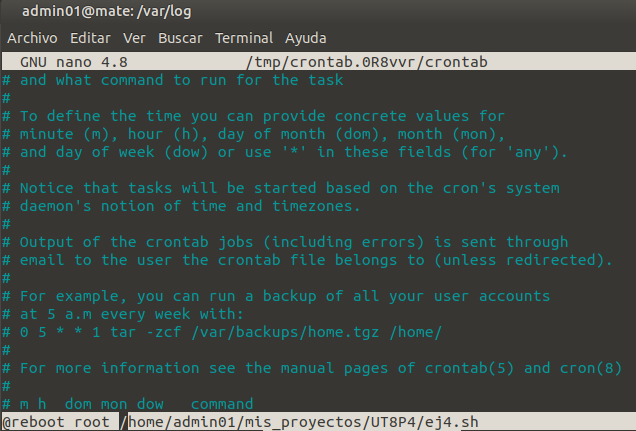 admin01@mate: /var/log
Archivo Editar Ver Buscar Terminal Ayuda
GNU nano 4.8 /tmp/crontab.0R8vvr/crontab
# and what command to run for the task
#
# To define the time you can provide concrete values for
# minute (m), hour (h), day of month (dom), month (mon),
# and day of week (dow) or use '*' in these fields (for 'any').
#
# Notice that tasks will be started based on the cron's system
# daemon's notion of time and timezones.
#
# Output of the crontab jobs (including errors) is sent through
# email to the user the crontab file belongs to (unless redirected).
#
# For example, you can run a backup of all your user accounts
# at 5 a.m every week with:
# 0 5 * * 1 tar -zcf /var/backups/home.tgz /home/
#
# For more information see the manual pages of crontab(5) and cron(8)
#
# m h  dom mon dow   command
@reboot root /home/admin01/mis_proyectos/UT8P4/ej4.sh